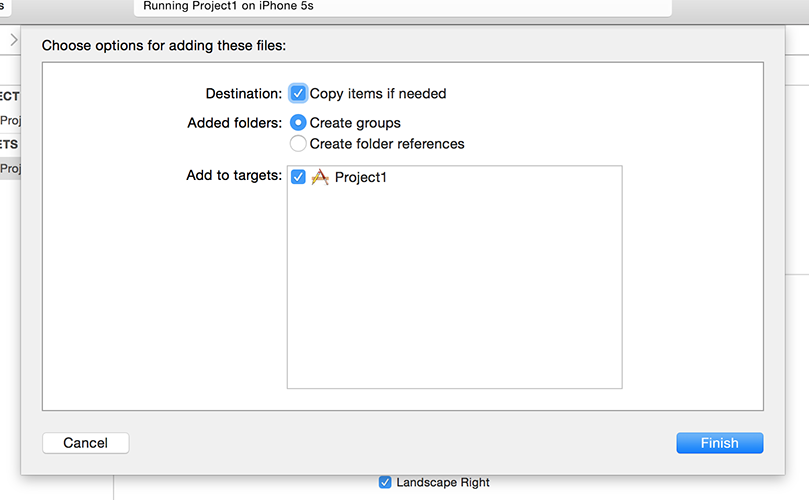 s
Running Project1 on iPhone 5s
Choose options for adding these files:
Destination: Copy items if needed
ECT
Added folders: Create groups
Proj
Create folder references
ETS
Add to targets: Project1
Proj
Cancel
Finish
Landscape Right